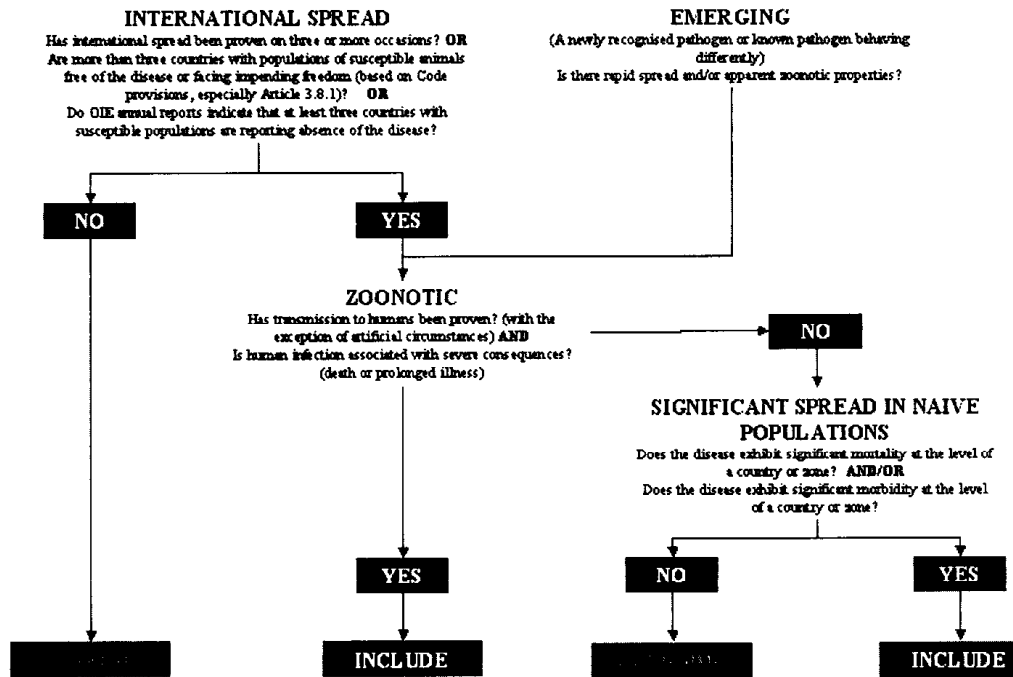 INTERNATIONAL SPREAD
Has international spread been proven on three or more occasions? OR
Are more than three countries with populations of susceptible animals
free of the disease or facing impending freedom (based on Code
provisions, especially Article 3.8.1)? OR
Do OIE annual reports indicate that at least three countries with
susceptible populations are reporting absence of the disease?
EMERGING
(A newly recognised pathogen or known pathogen behaving
differently)
Is there rapid spread and/or apparent zoonotic properties?
NO
YES
ZOONOTIC
Has transmission to humans been proven? (with the
exception of artificial circumstances) AND
Is human infection associated with severe consequences?
(death or prolonged illness)
NO
SIGNIFICANT SPREAD IN NAIVE
POPULATIONS
Does the disease exhibit significant mortality at the level of
a country or zone? AND/OR
Does the disease exhibit significant morbidity at the level
of a country or zone?
YES
NO
YES
INCLUDE
INCLUDE